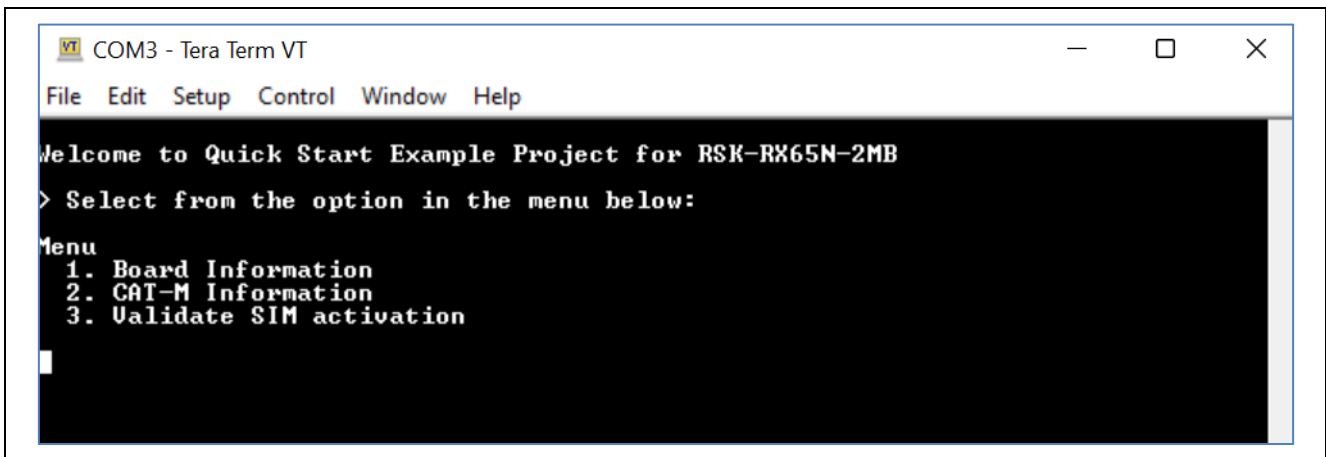 VT COM3 - Tera Term VT
File Edit Setup Control Window Help
Welcome to Quick Start Example Project for RSK-RX65N-2MB
> Select from the option in the menu below:
Menu
1. Board Information
2. CAT-M Information
3. Validate SIM activation